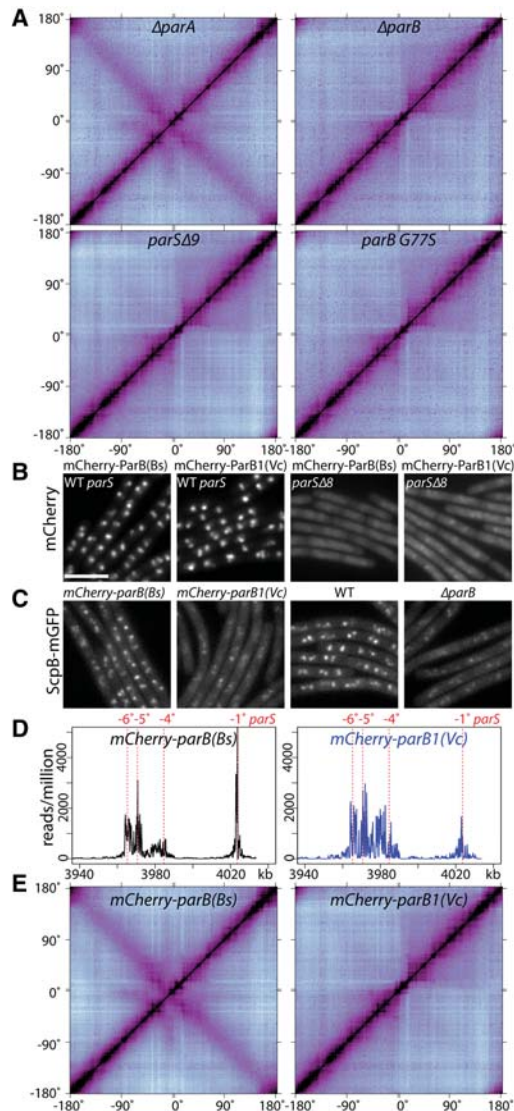 A
ΔparA ΔparB
180° 90° 0° -90° -180°
parSΔ9 parB G77S
180° 90° 0° -90° -180°
-180° -90° 0° 90° 180° -180° -90° 0° 90° 180°
B
mCherry-ParB(Bs) mCherry-ParB1(Vc) mCherry-ParB(Bs) mCherry-ParB1(Vc)
mCherry
WT parS WT parS parSΔ8 parSΔ8
C
mCherry-parB(Bs) mCherry-parB1(Vc) WT ΔparB
ScpB-mGFP
D
-6° -5° -4° -1° parS -6° -5° -4° -1° parS
mCherry-parB(Bs) mCherry-parB1(Vc)
reads/million
0 2000 4000
0 2000 4000
3940 3980 4020 kb 3940 3980 4020 kb
E
mCherry-parB(Bs) mCherry-parB1(Vc)
180° 90° 0° -90° -180°
-180° -90° 0° 90° 180° -180° -90° 0° 90° 180°